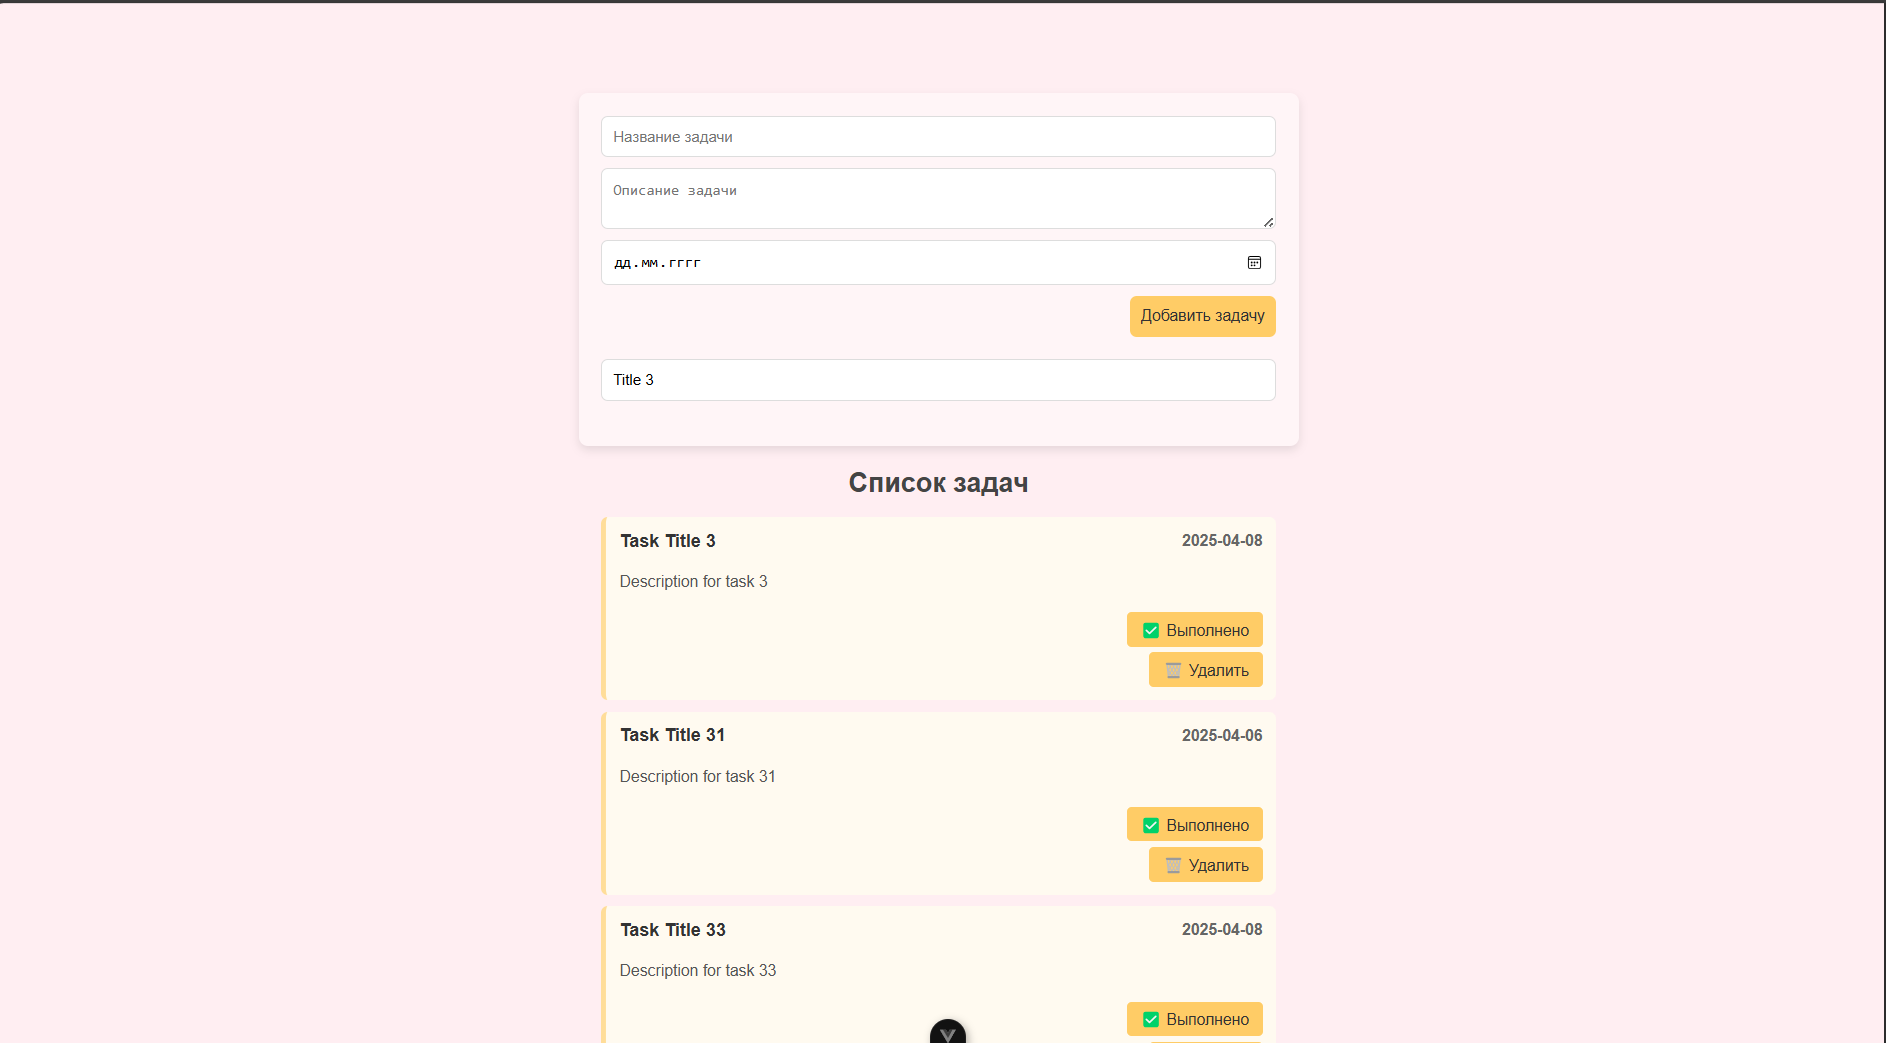 Название задачи
Описание задачи
дд.мм.гггг
Добавить задачу
Title 3
Список задач
Task Title 3 2025-04-08
Description for task 3
✅ Выполнено
🗑️ Удалить
Task Title 31 2025-04-06
Description for task 31
✅ Выполнено
🗑️ Удалить
Task Title 33 2025-04-08
Description for task 33
✅ Выполнено